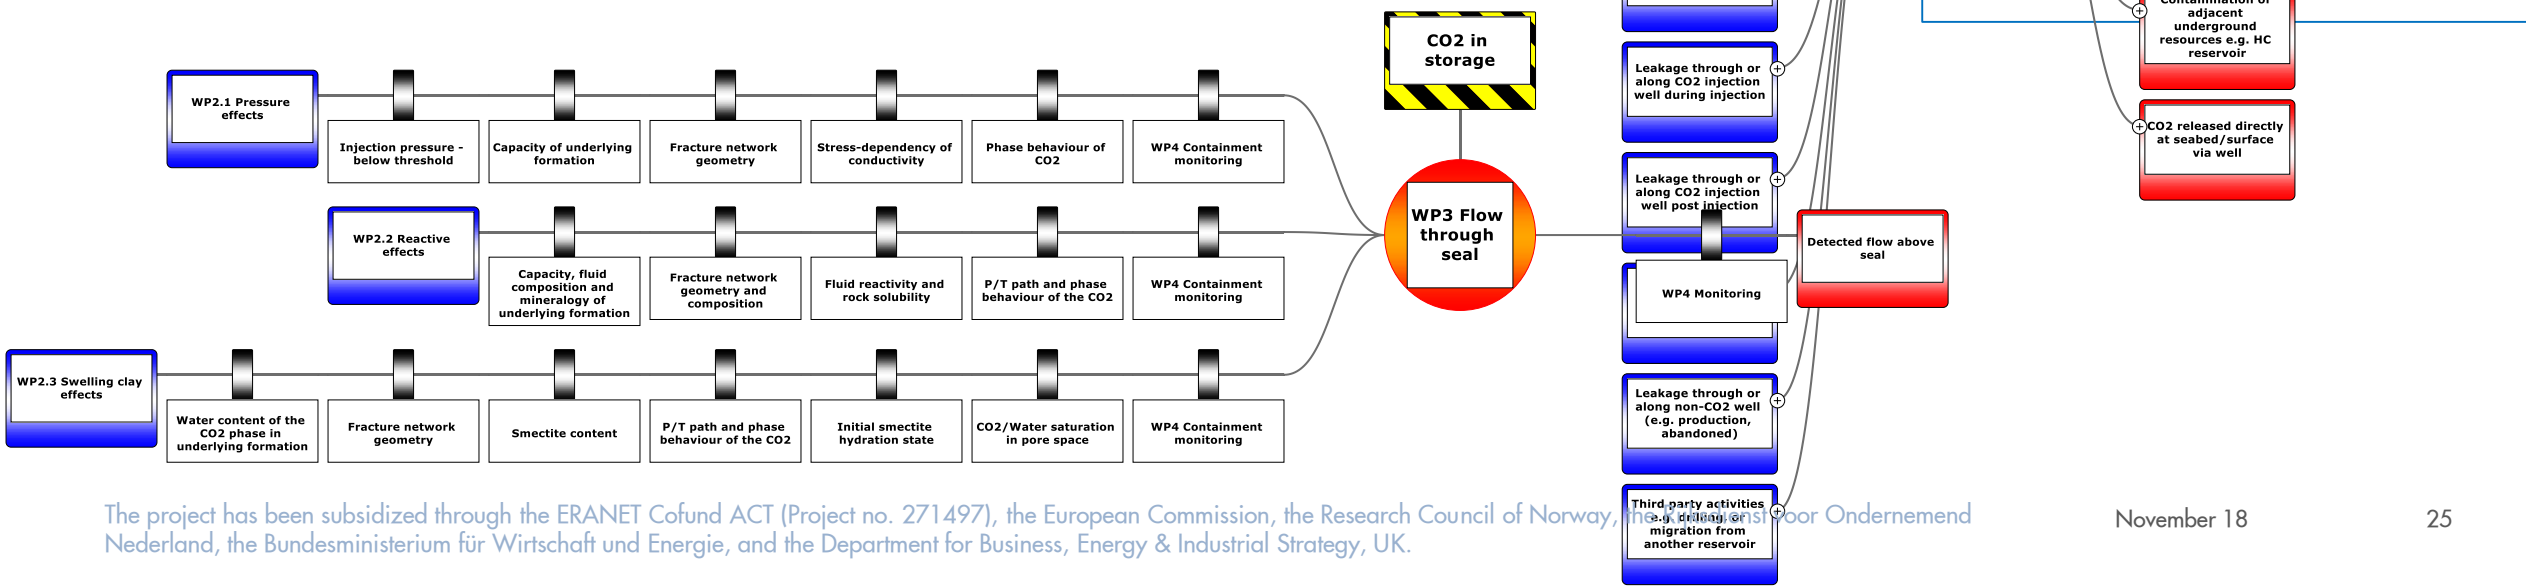 CO2 in
storage
WP2.1 Pressure
effects
Injection pressure -
below threshold
Capacity of underlying
formation
Fracture network
geometry
Stress-dependency of
conductivity
Phase behaviour of
CO2
WP4 Containment
monitoring
WP2.2 Reactive
effects
Capacity, fluid
composition and
mineralogy of
underlying formation
Fracture network
geometry and
composition
Fluid reactivity and
rock solubility
P/T path and phase
behaviour of the CO2
WP4 Containment
monitoring
WP2.3 Swelling clay
effects
Water content of the
CO2 phase in
underlying formation
Fracture network
geometry
Smectite content
P/T path and phase
behaviour of the CO2
Initial smectite
hydration state
CO2/Water saturation
in pore space
WP4 Containment
monitoring
WP3 Flow
through
seal
WP4 Monitoring
Detected flow above
seal
Leakage through or
along CO2 injection
well during injection
Leakage through or
along CO2 injection
well post injection
Leakage through or
along non-CO2 well
(e.g. production,
abandoned)
Third party activities
e.g. drilling, or
migration from
another reservoir
Contamination of
adjacent
underground
resources e.g. HC
reservoir
CO2 released directly
at seabed/surface
via well
The project has been subsidized through the ERANET Cofund ACT (Project no. 271497), the European Commission, the Research Council of Norway, the Rijksdienst voor Ondernemend
Nederland, the Bundesministerium für Wirtschaft und Energie, and the Department for Business, Energy & Industrial Strategy, UK.
November 18
25